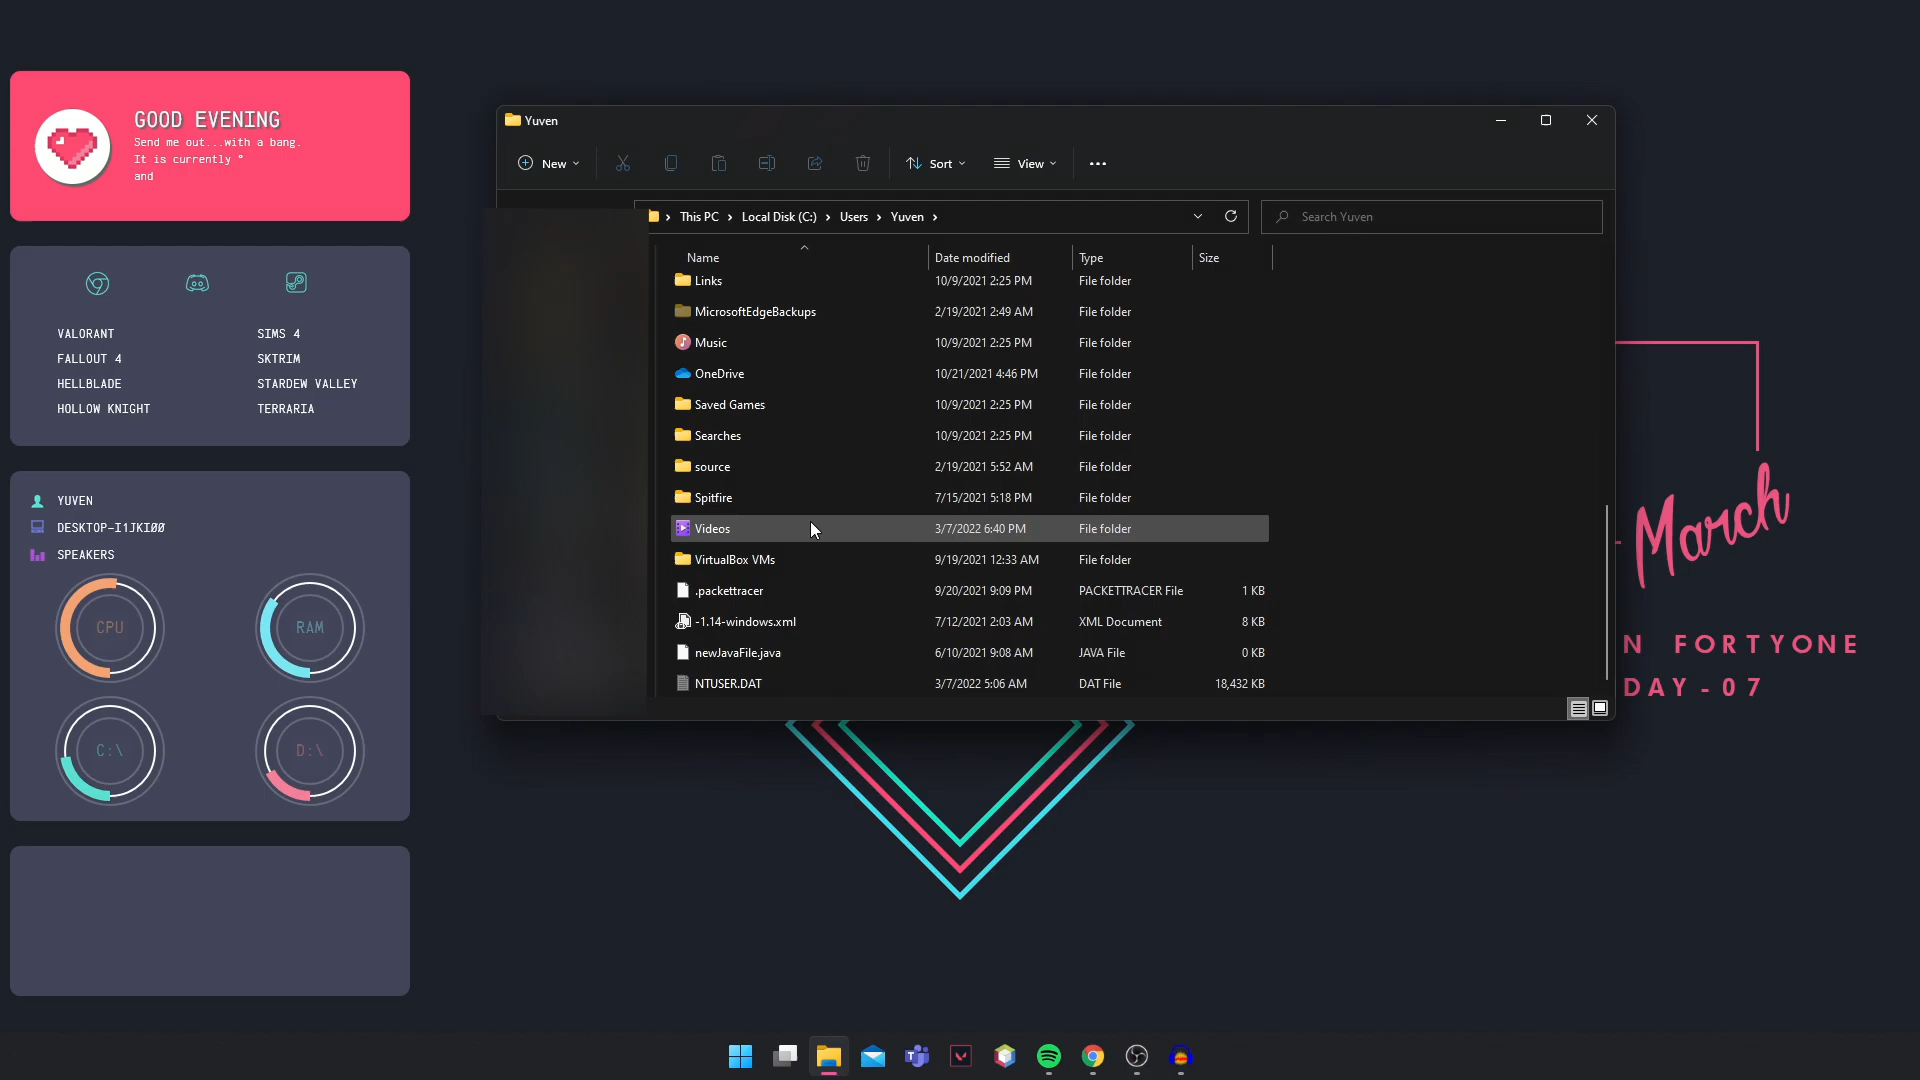 GOOD EVENING
Send me out...with a bang.
It is currently °
and
VALORANT
SIMS 4
FALLOUT 4
SKTRIM
HELLBLADE
STARDEW VALLEY
HOLLOW KNIGHT
TERRARIA
YUVEN
DESKTOP-I1JKI00
SPEAKERS
CPU
RAM
C:\
D:\
Yuven
New
Sort
View
This PC › Local Disk (C:) › Users › Yuven ›
Search Yuven
Name Date modified Type Size
Links 10/9/2021 2:25 PM File folder
MicrosoftEdgeBackups 2/19/2021 2:49 AM File folder
Music 10/9/2021 2:25 PM File folder
OneDrive 10/21/2021 4:46 PM File folder
Saved Games 10/9/2021 2:25 PM File folder
Searches 10/9/2021 2:25 PM File folder
source 2/19/2021 5:52 AM File folder
Spitfire 7/15/2021 5:18 PM File folder
Videos 3/7/2022 6:40 PM File folder
VirtualBox VMs 9/19/2021 12:33 AM File folder
.packettracer 9/20/2021 9:09 PM PACKETTRACER File 1 KB
-1.14-windows.xml 7/12/2021 2:03 AM XML Document 8 KB
newJavaFile.java 6/10/2021 9:08 AM JAVA File 0 KB
NTUSER.DAT 3/7/2022 5:06 AM DAT File 18,432 KB
March
N FORTYONE
DAY-07